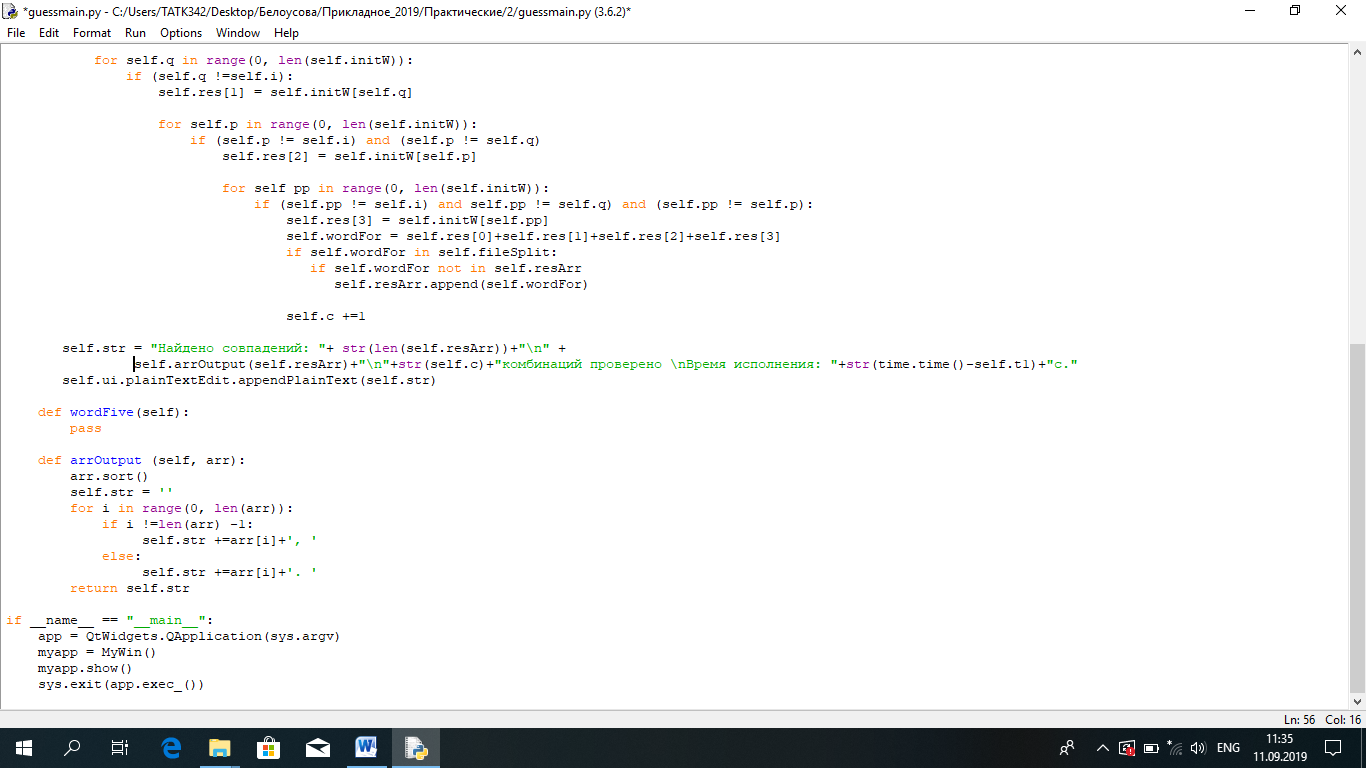 *guessmain.py - C:/Users/TATK342/Desktop/Белоусова/Прикладное_2019/Практические/2/guessmain.py (3.6.2)*
File Edit Format Run Options Window Help
for self.q in range(0, len(self.initW)):
if (self.q !=self.i):
self.res[1] = self.initW[self.q]
for self.p in range(0, len(self.initW)):
if (self.p != self.i) and (self.p != self.q)
self.res[2] = self.initW[self.p]
for self pp in range(0, len(self.initW)):
if (self.pp != self.i) and self.pp != self.q) and (self.pp != self.p):
self.res[3] = self.initW[self.pp]
self.wordFor = self.res[0]+self.res[1]+self.res[2]+self.res[3]
if self.wordFor in self.fileSplit:
if self.wordFor not in self.resArr
self.resArr.append(self.wordFor)
self.c +=1
self.str = "Найдено совпадений: "+ str(len(self.resArr))+"\n" +
self.arrOutput(self.resArr)+"\n"+str(self.c)+"комбинаций проверено \nВремя исполнения: "+str(time.time()-self.t1)+"с."
self.ui.plainTextEdit.appendPlainText(self.str)
def wordFive(self):
pass
def arrOutput (self, arr):
arr.sort()
self.str = ''
for i in range(0, len(arr)):
if i !=len(arr) -1:
self.str +=arr[i]+', '
else:
self.str +=arr[i]+'. '
return self.str
if __name__ == "__main__":
app = QtWidgets.QApplication(sys.argv)
myapp = MyWin()
myapp.show()
sys.exit(app.exec_())
Ln: 56 Col: 16
ENG
11:35
11.09.2019